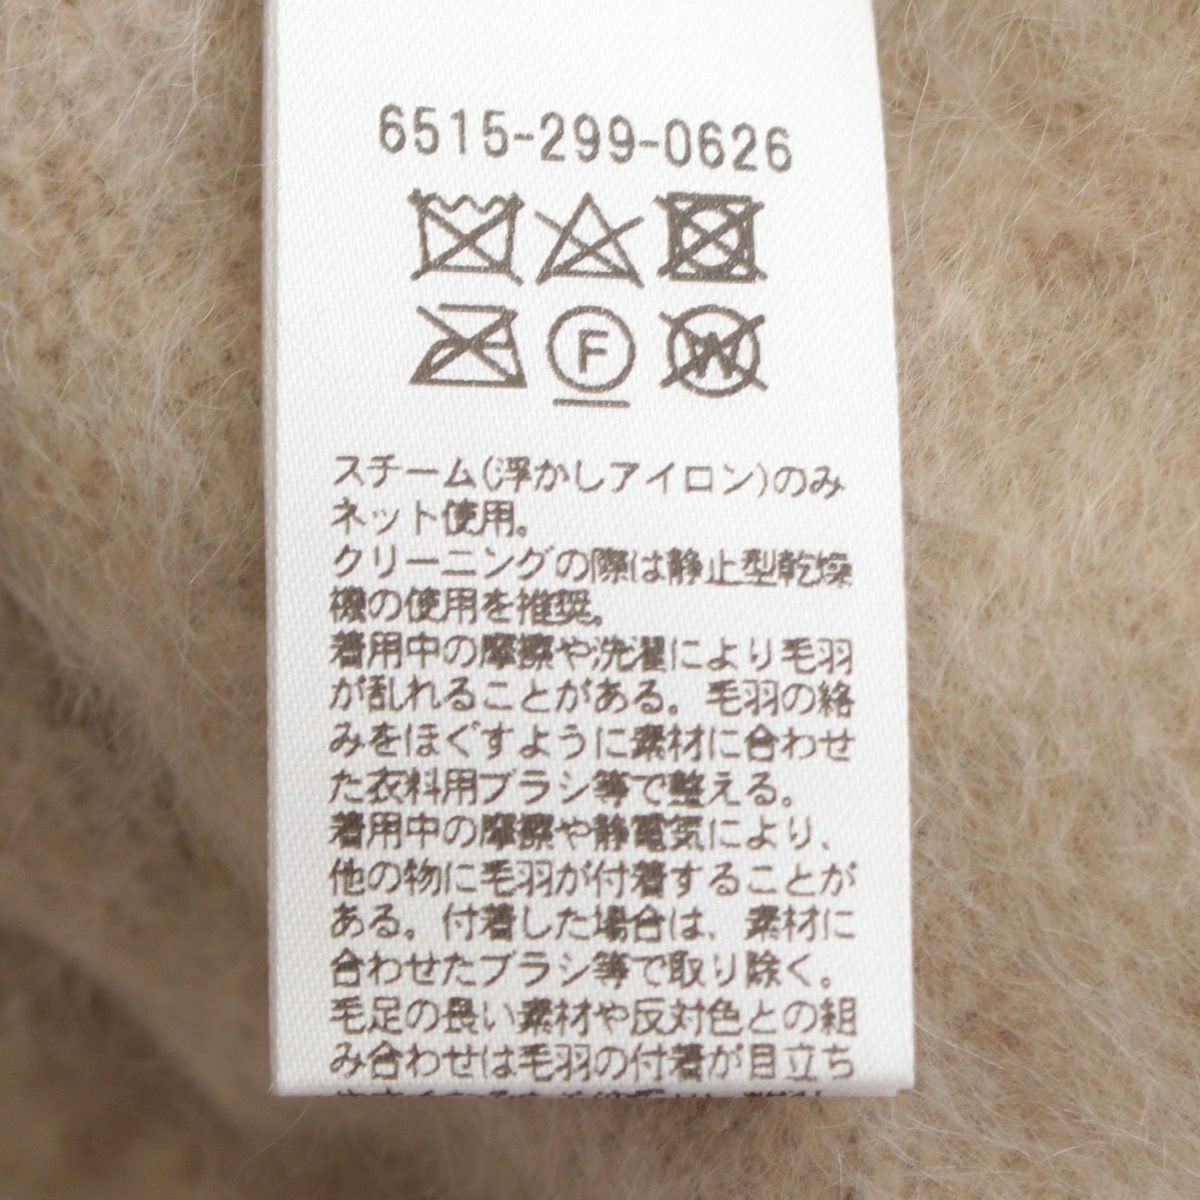 6515-299-0626
F
W
スチーム(浮かしアイロン)のみ
ネット使用。
クリーニングの際は静止型乾燥
機の使用を推奨。
着用中の摩擦や洗濯により毛羽
が乱れることがある。毛羽の絡
みをほぐすように素材に合わせ
た衣料用ブラシ等で整える。
着用中の摩擦や静電気により、
他の物に毛羽が付着することが
ある。付着した場合は、素材に
合わせたブラシ等で取り除く。
毛足の長い素材や反対色との組
み合わせは毛羽の付着が目立ち